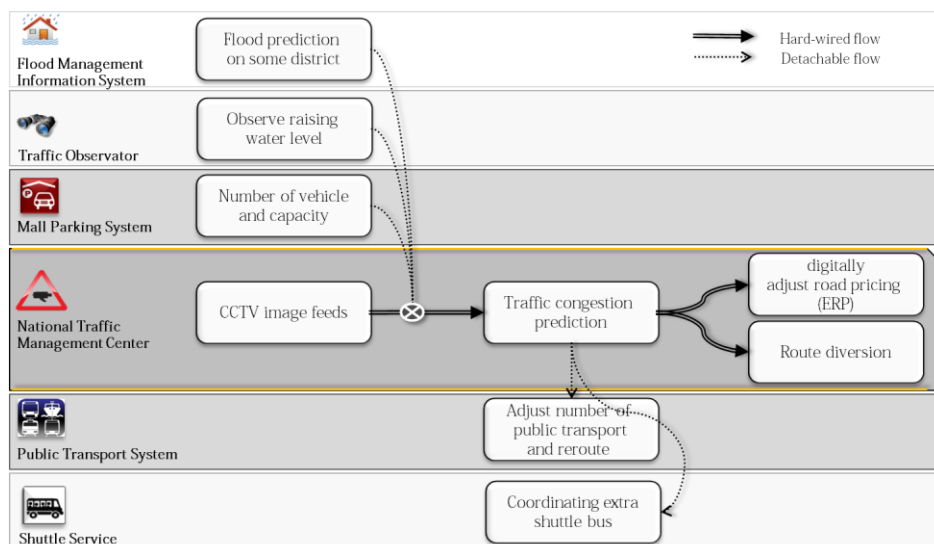 Flood Management
Information System
Flood prediction
on some district
Hard-wired flow
Detachable flow
Traffic Observator
Observe raising
water level
Mall Parking System
Number of vehicle
and capacity
National Traffic
Management Center
CCTV image feeds
Traffic congestion
prediction
digitally
adjust road pricing
(ERP)
Route diversion
Public Transport System
Adjust number of
public transport
and reroute
Shuttle Service
Coordinating extra
shuttle bus